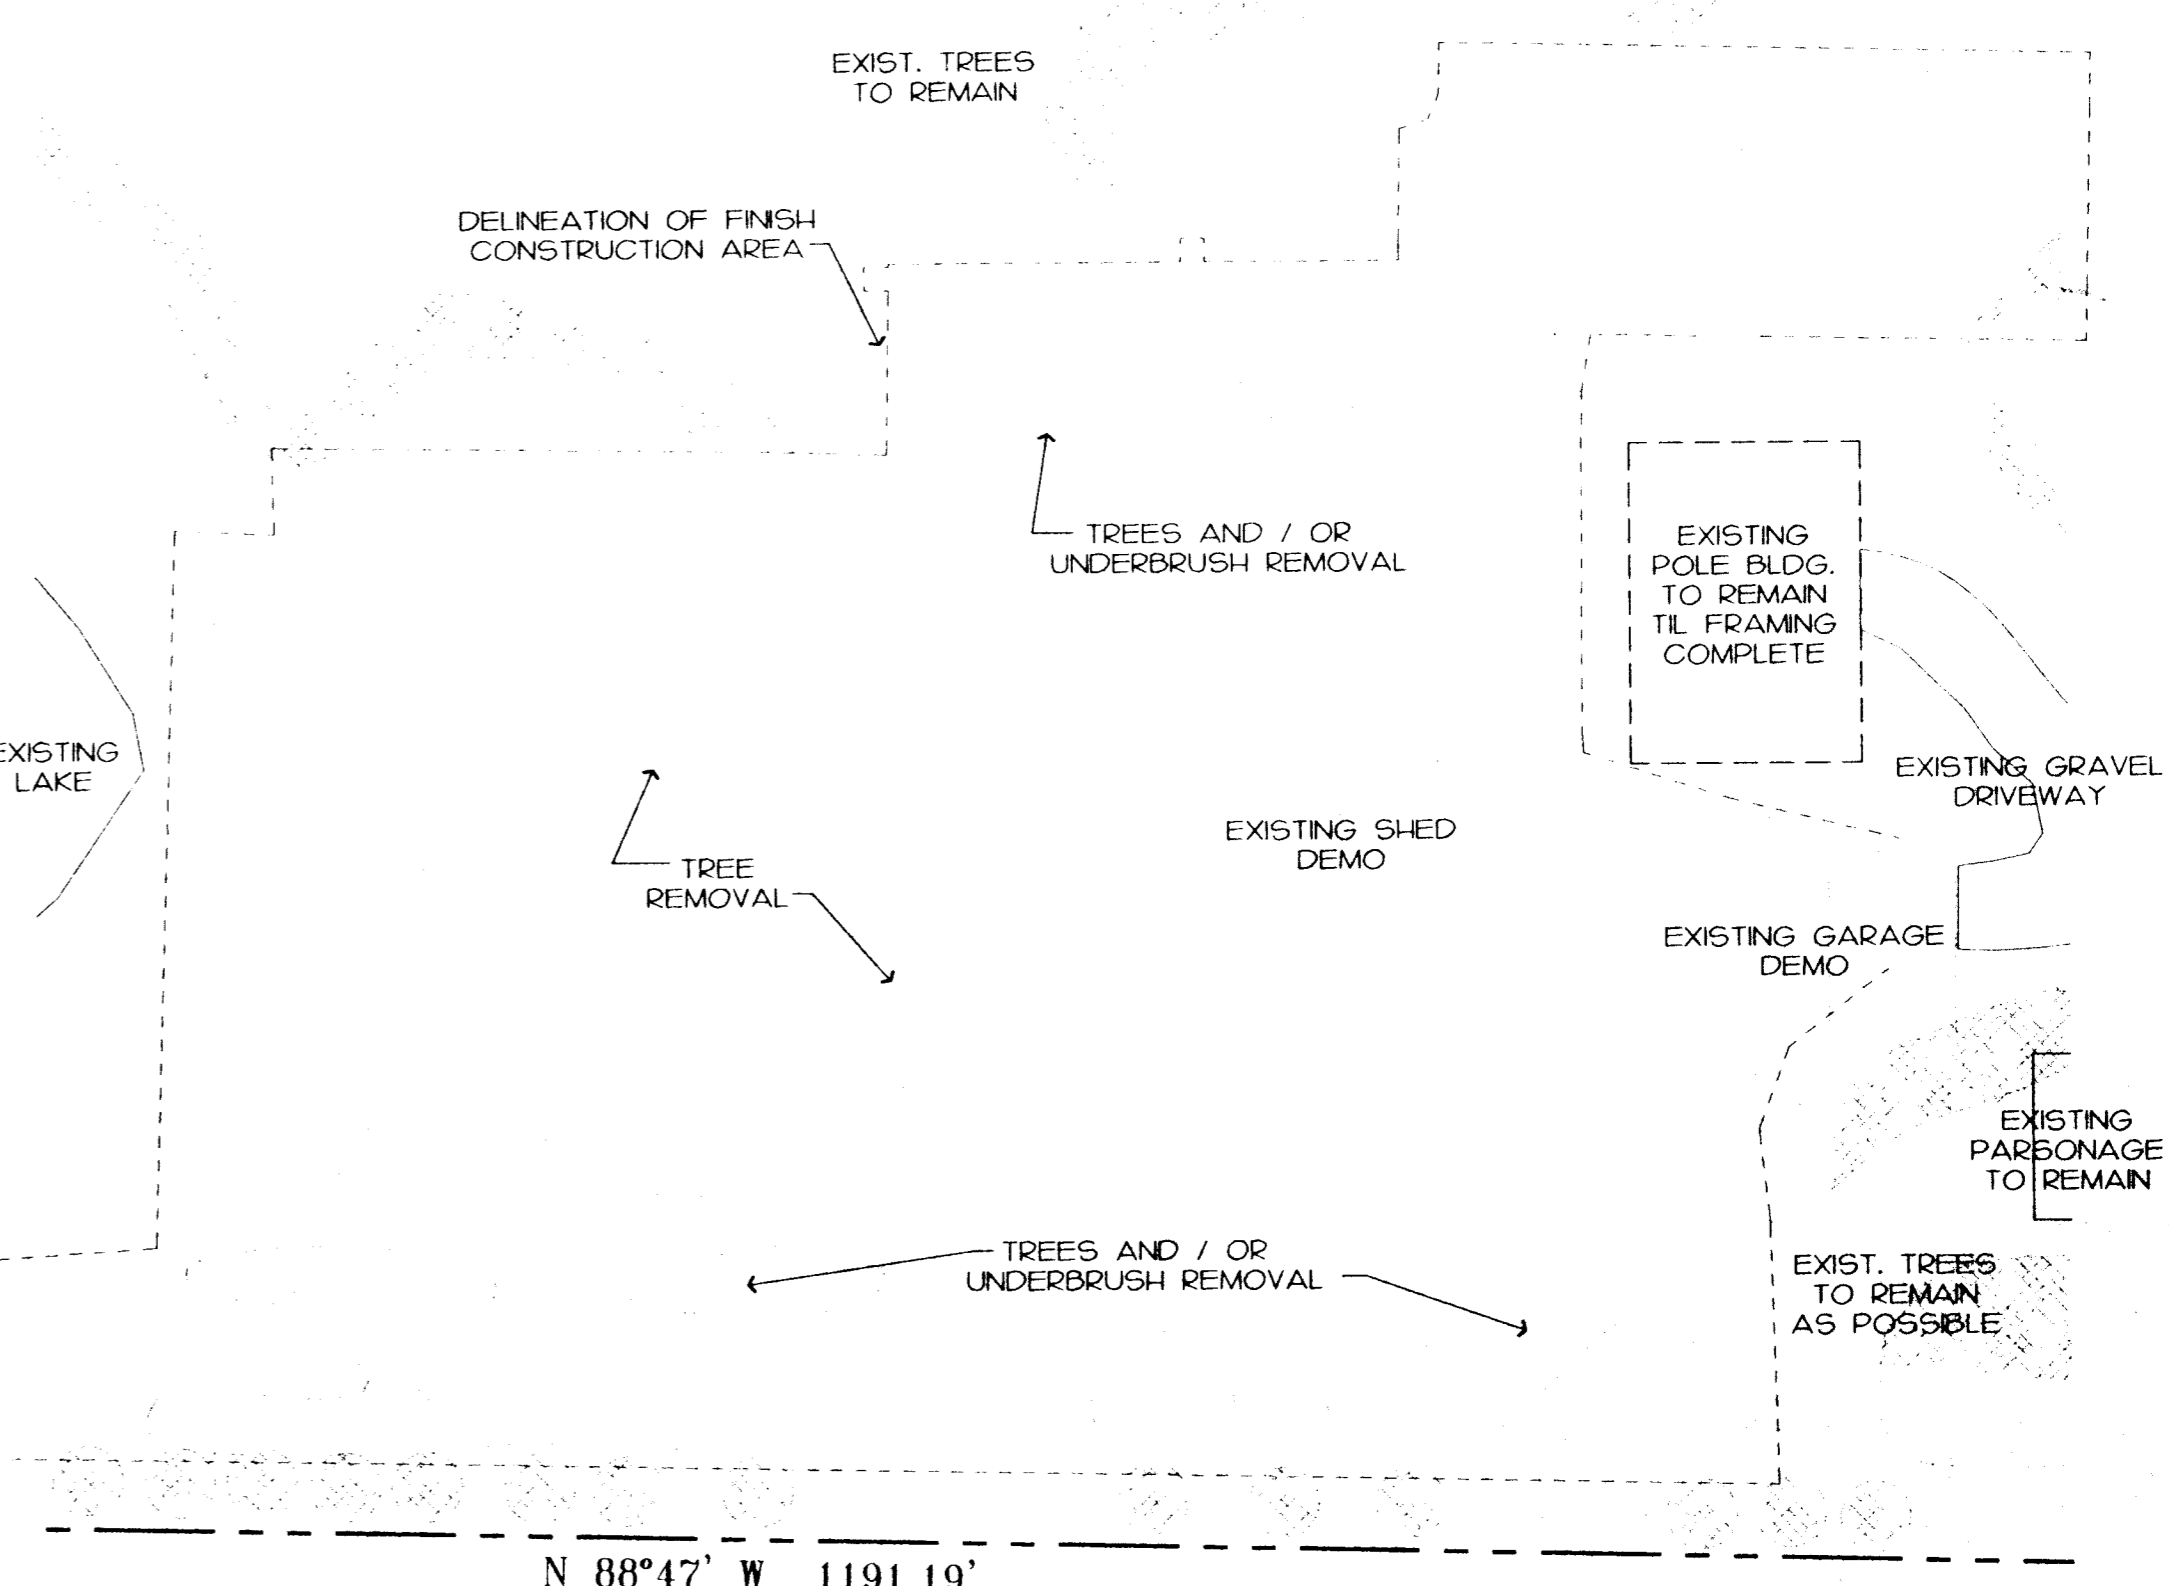 EXIST. TREES
TO REMAIN
DELINEATION OF FINISH
CONSTRUCTION AREA
TREES AND / OR
UNDERBRUSH REMOVAL
EXISTING
POLE BLDG.
TO REMAIN
TIL FRAMING
COMPLETE
EXISTING
LAKE
EXISTING GRAVEL
DRIVEWAY
EXISTING SHED
DEMO
TREE
REMOVAL
EXISTING GARAGE
DEMO
EXISTING
PARSONAGE
TO REMAIN
TREES AND / OR
UNDERBRUSH REMOVAL
EXIST. TREES
TO REMAIN
AS POSSIBLE
N 88°47' W 1191.19'